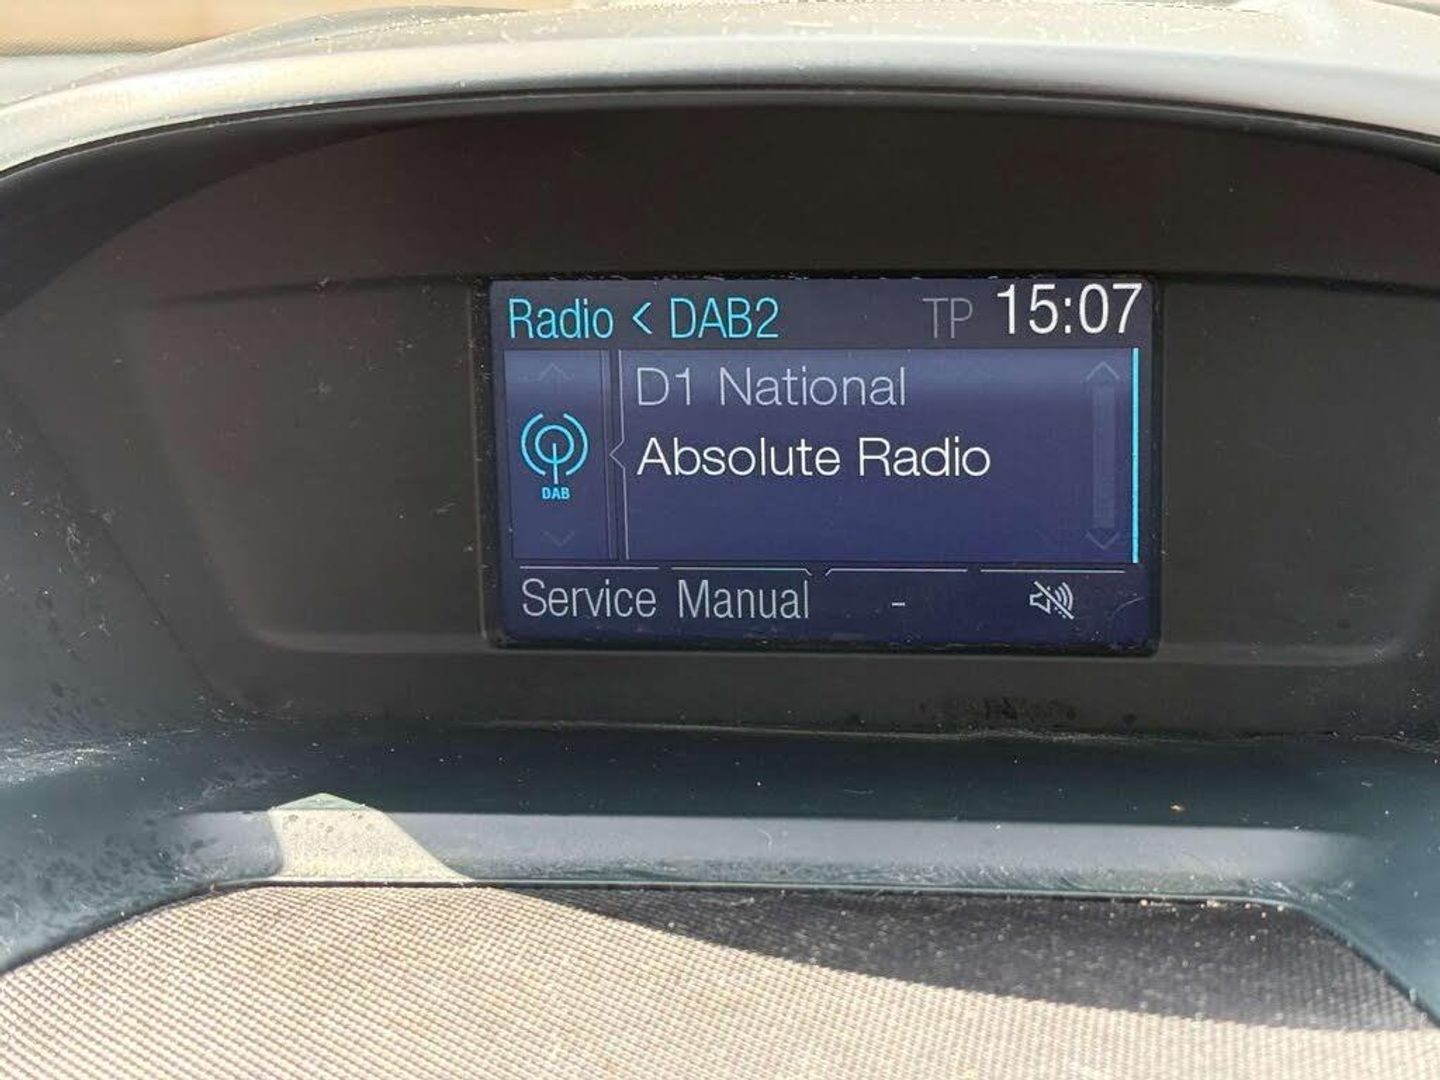 Radio < DAB2 TP 15:07
D1 National
Absolute Radio
DAB
Service Manual -